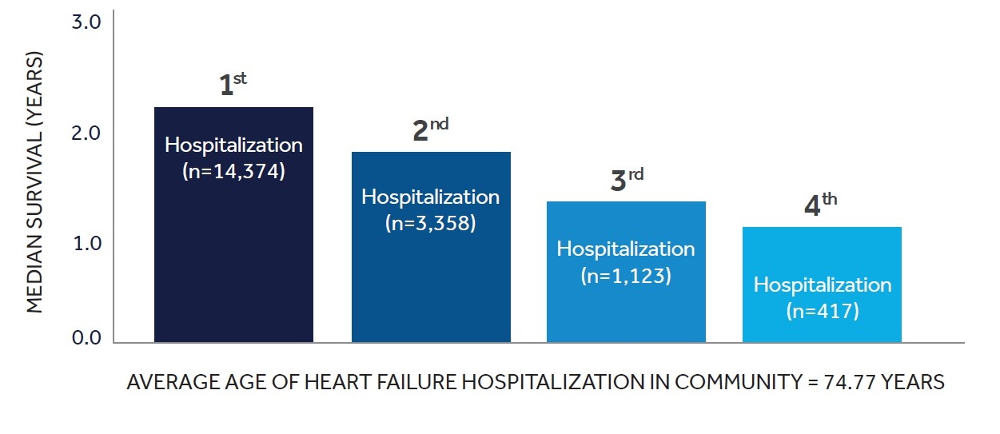 3.0
2.0
1.0
0.0
MEDIAN SURVIVAL (YEARS)
1st
Hospitalization
(n=14,374)
2nd
Hospitalization
(n=3,358)
3rd
Hospitalization
(n=1,123)
4th
Hospitalization
(n=417)
AVERAGE AGE OF HEART FAILURE HOSPITALIZATION IN COMMUNITY = 74.77 YEARS